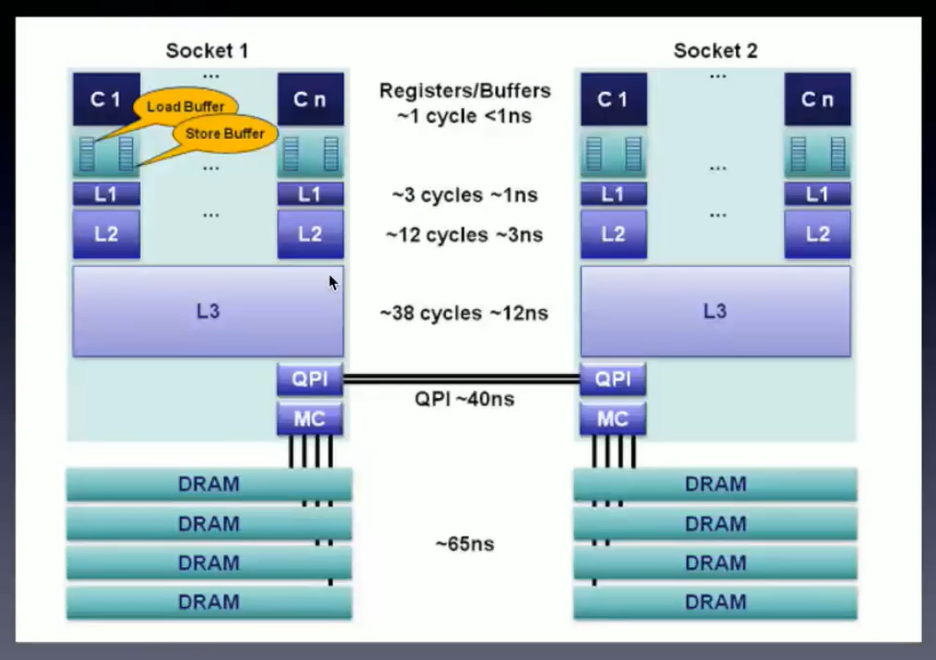 Socket 1
Socket 2
C 1
...
C n
Registers/Buffers
~1 cycle <1ns
C 1
...
C n
Load Buffer
Store Buffer
...
...
L1
L1
~3 cycles ~1ns
L1
L1
...
...
L2
L2
~12 cycles ~3ns
L2
L2
L3
~38 cycles ~12ns
L3
QPI
QPI
QPI ~40ns
MC
MC
DRAM
DRAM
DRAM
DRAM
~65ns
DRAM
DRAM
DRAM
DRAM